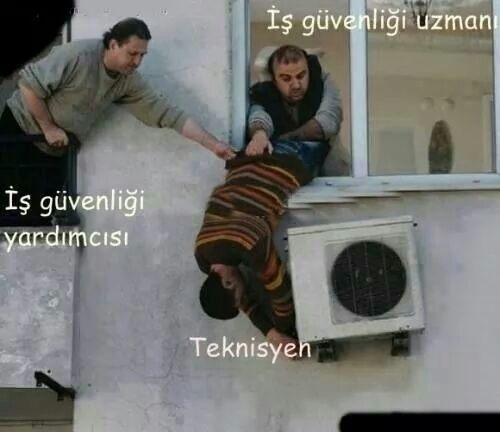 İş güvenliği uzmanı
İş güvenliği
yardımcısı
Teknisyen